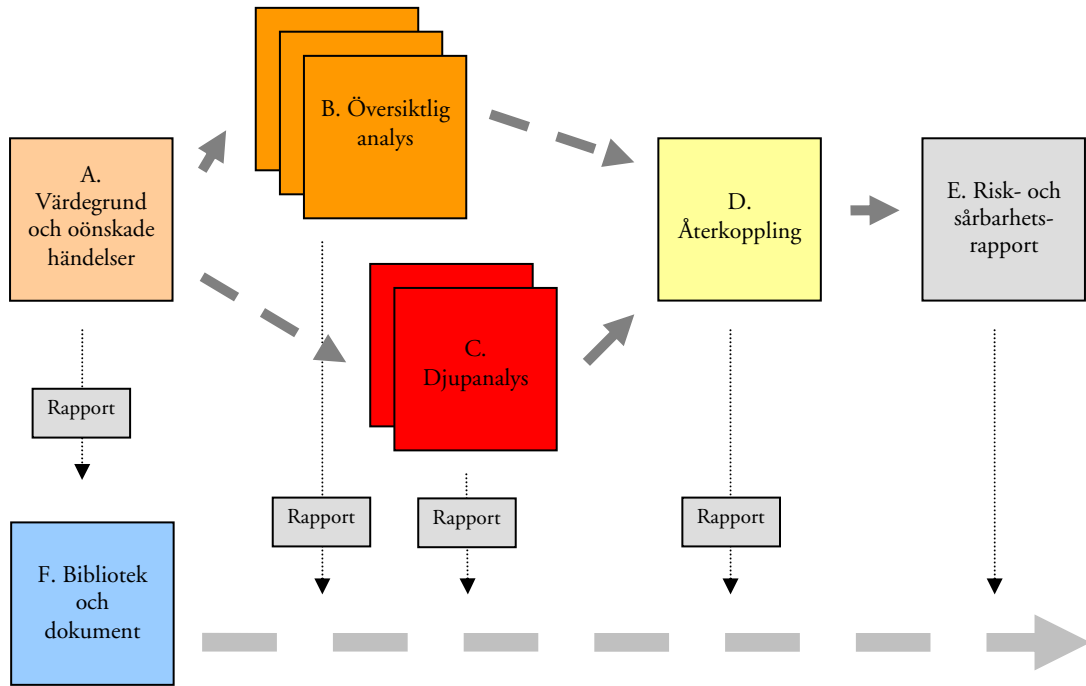 A.
Värdegrund
och oönskade
händelser
B. Översiktlig
analys
C.
Djupanalys
D.
Återkoppling
E. Risk- och
sårbarhets-
rapport
Rapport
Rapport
Rapport
Rapport
F. Bibliotek
och
dokument